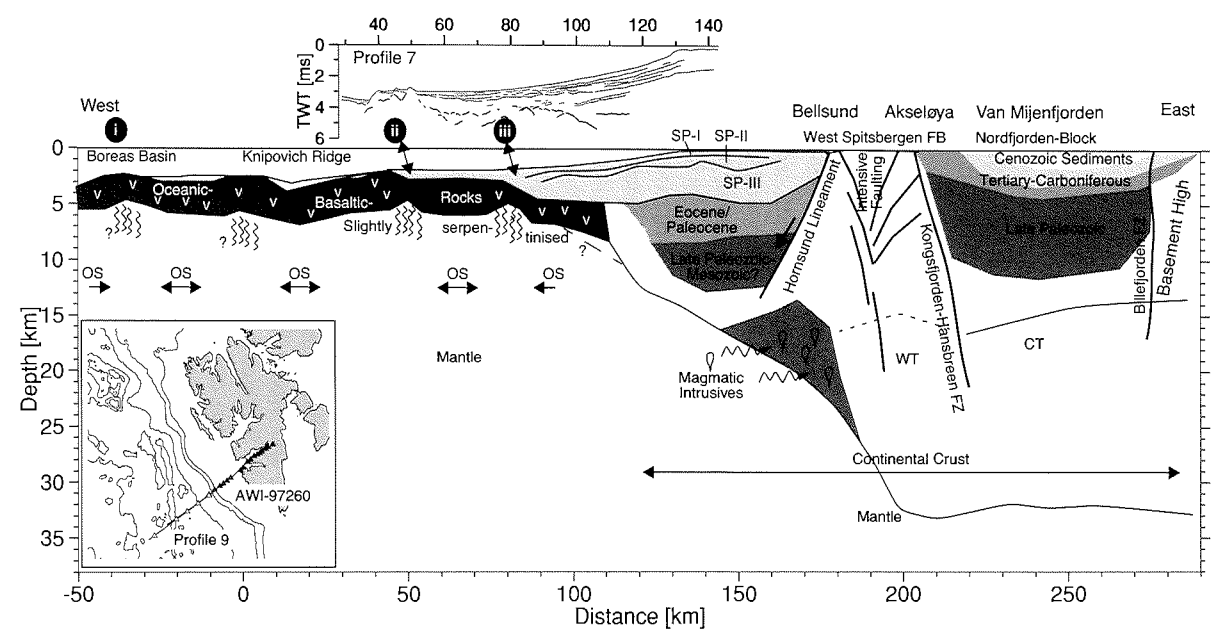 40 60 80 100 120 140
0
2
4
6
TWT [ms]
Profile 7
West
Bellsund
Akseløya
Van Mijenfjorden
East
i
ii
iii
SP-I
SP-II
West Spitsbergen FB
Nordfjorden-Block
Boreas Basin
Knipovich Ridge
Cenozoic Sediments
SP-III
Tertiary-Carboniferous
v
Oceanic-
Basaltic-
Rocks
Intensive
Faulting
Eocene/
Paleocene
Late Paleozoic
Slightly
serpen-
tinised
?
?
?
Late Paleozoic-
Mesozoic?
Hornsund Lineament
Kongsfjorden-Hansbreen FZ
Billefjorden FZ
Basement High
OS
OS
OS
OS
OS
Mantle
Magmatic
Intrusives
WT
CT
Continental Crust
Mantle
AWI-97260
Profile 9
0
5
10
15
20
25
30
35
Depth [km]
-50 0 50 100 150 200 250
Distance [km]